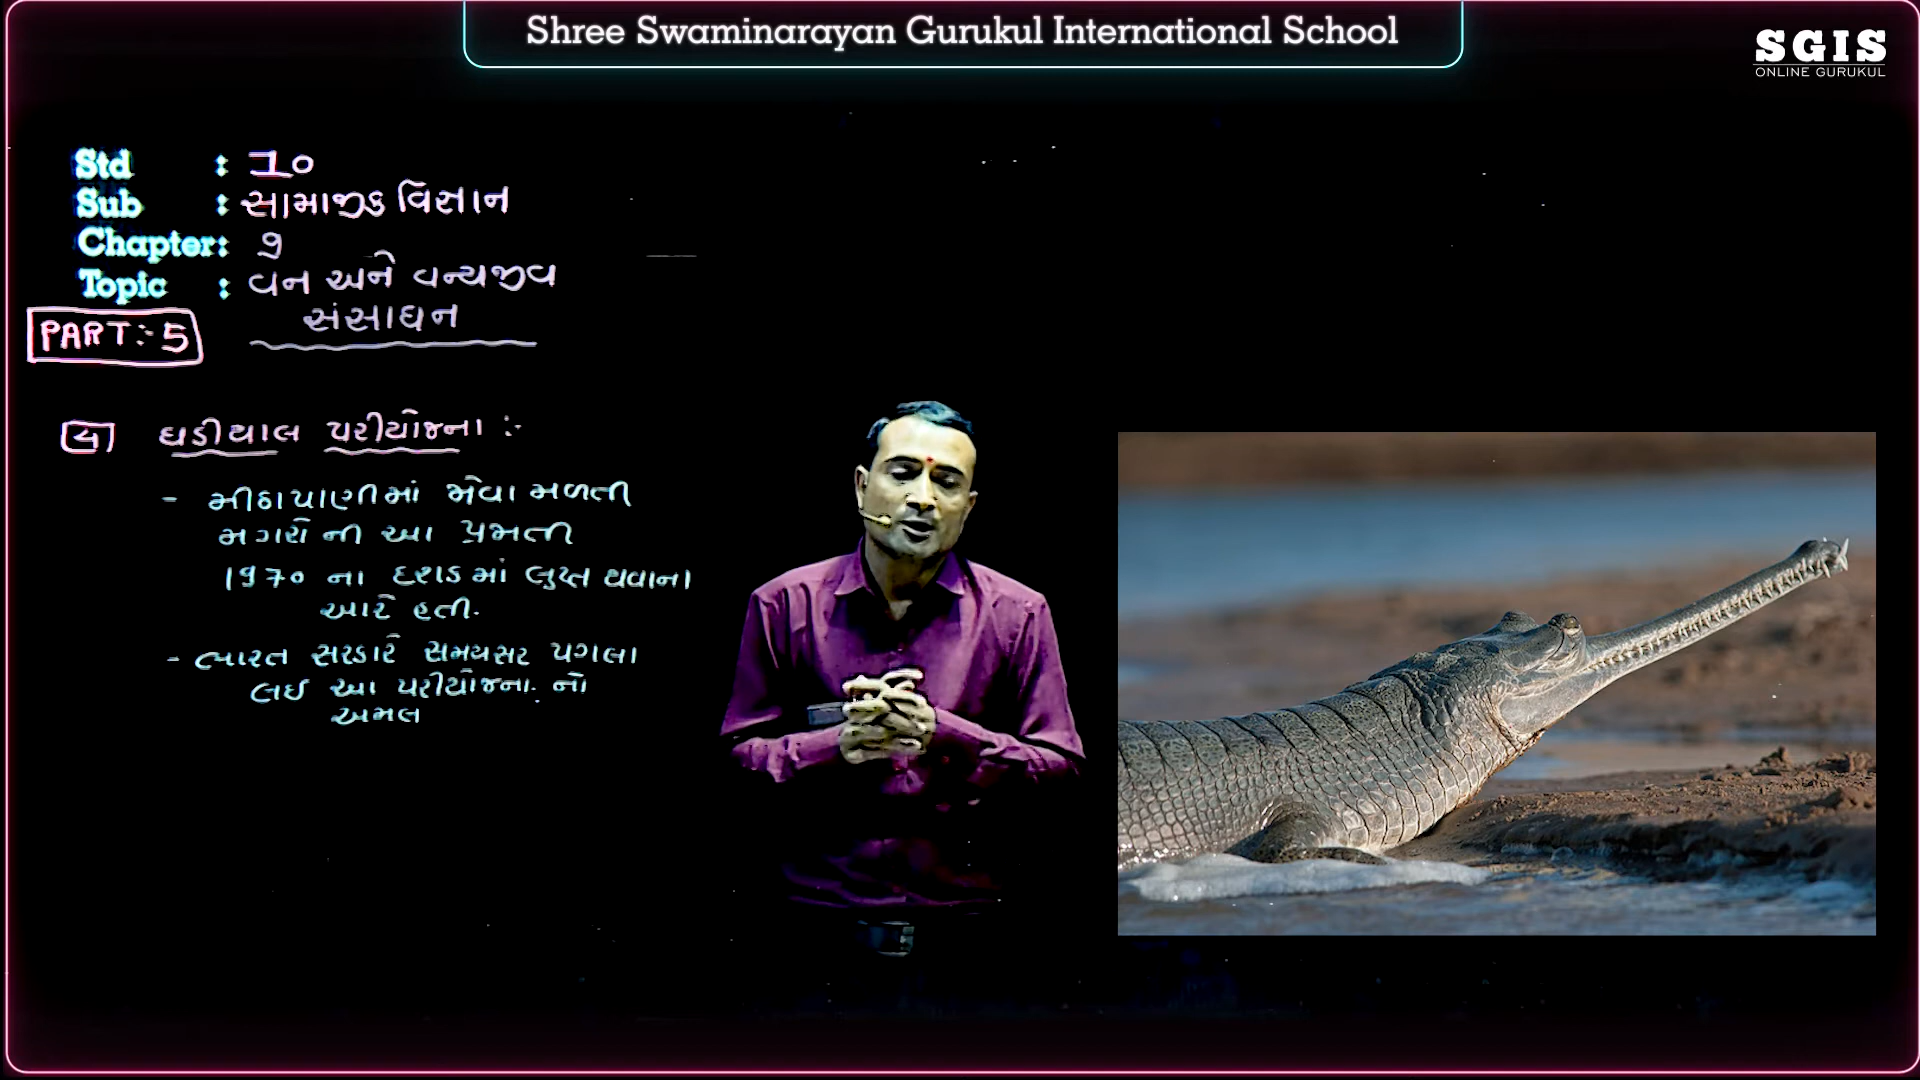 Shree Swaminarayan Gurukul International School
SGIS
ONLINE GURUKUL
Std : 10
Sub : સામાજીક વિજ્ઞાન
Chapter: 9
Topic : વન અને વન્યજીવ
સંસાધન
PART:- 5
ઘડીયાલ પરીયોજના :-
- મીઠાપાણીમાં જોવા મળતી
મગરોની આ પ્રજાતી
1970 ના દશકમાં લુપ્ત થવાના
આરે હતી.
- ભારત સરકારે સમયસર પગલા
લઈ આ પરીયોજના નો
અમલ